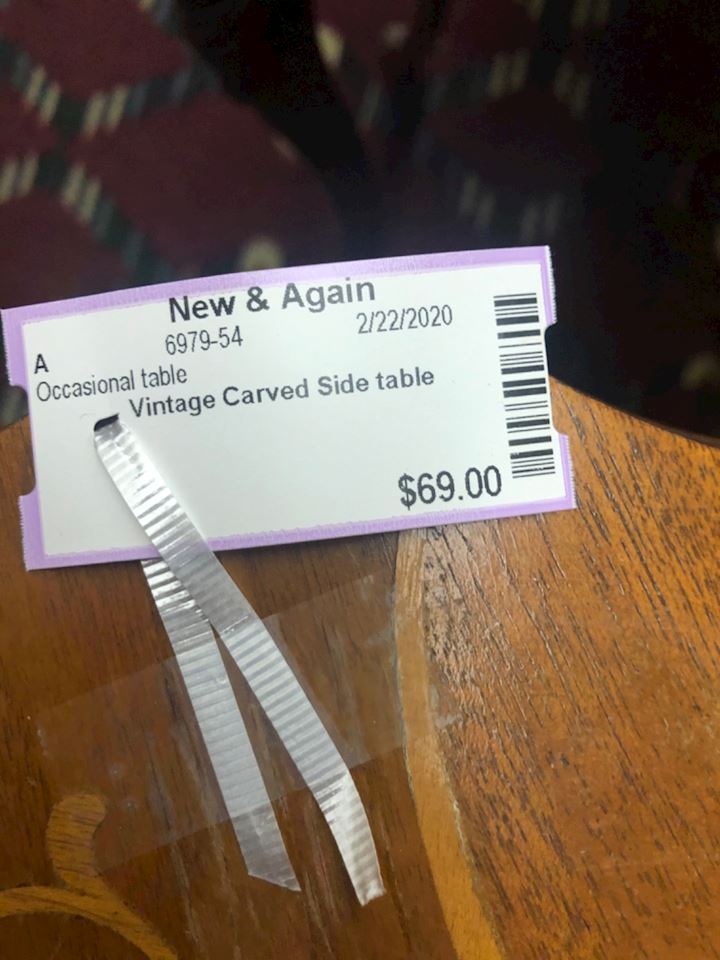 New & Again
6979-54 2/22/2020
A
Occasional table
Vintage Carved Side table
$69.00